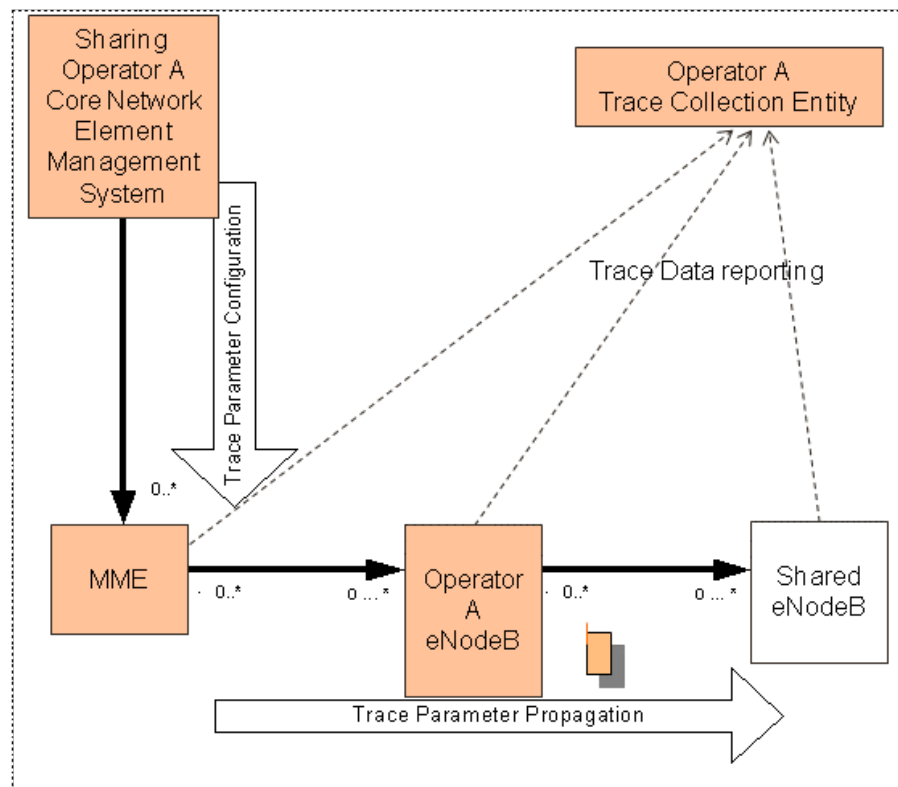 Sharing
Operator A
Core Network
Element
Management
System
Operator A
Trace Collection Entity
Trace Parameter Configuration
Trace Data reporting
0..*
MME
. 0..*
0 ... *
Operator
A
eNodeB
. 0..*
0 ... *
Shared
eNodeB
Trace Parameter Propagation